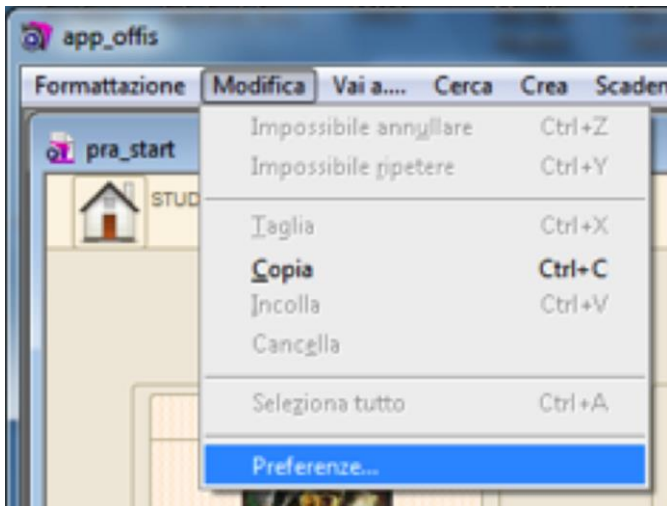 app_offis
Formattazione Modifica Vai a.... Cerca Crea
pra_start
STUD
Impossibile annullare Ctrl+Z
Impossibile ripetere Ctrl+Y
Taglia Ctrl+X
Copia Ctrl+C
Incolla Ctrl+V
Cancella
Seleziona tutto Ctrl+A
Preferenze...